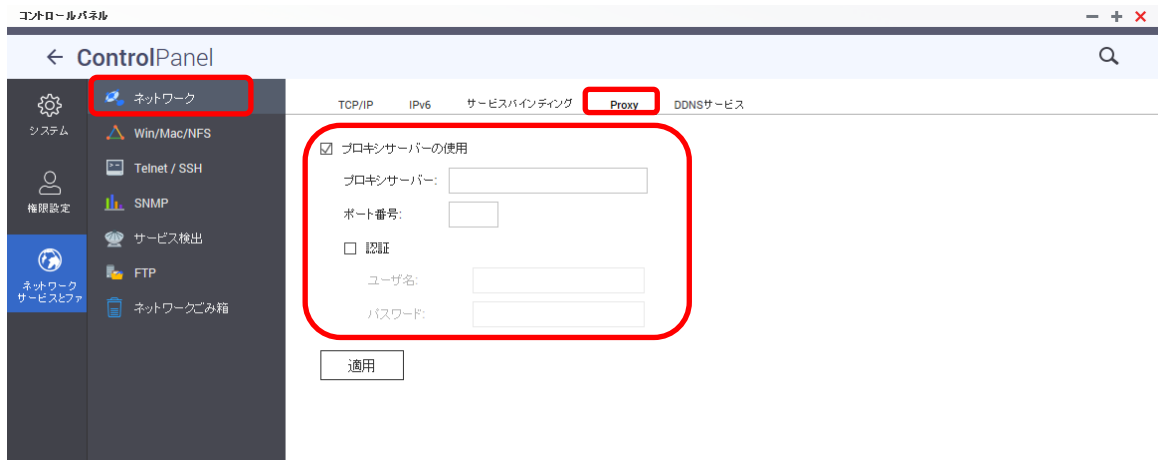 コントロールパネル
ControlPanel
システム
権限設定
ネットワーク
サービスとファ
ネットワーク
Win/Mac/NFS
Telnet / SSH
SNMP
サービス検出
FTP
ネットワークごみ箱
TCP/IP IPv6 サービスバインディング Proxy DDNSサービス
プロキシサーバーの使用
プロキシサーバー:
ポート番号:
認証
ユーザ名:
パスワード:
適用